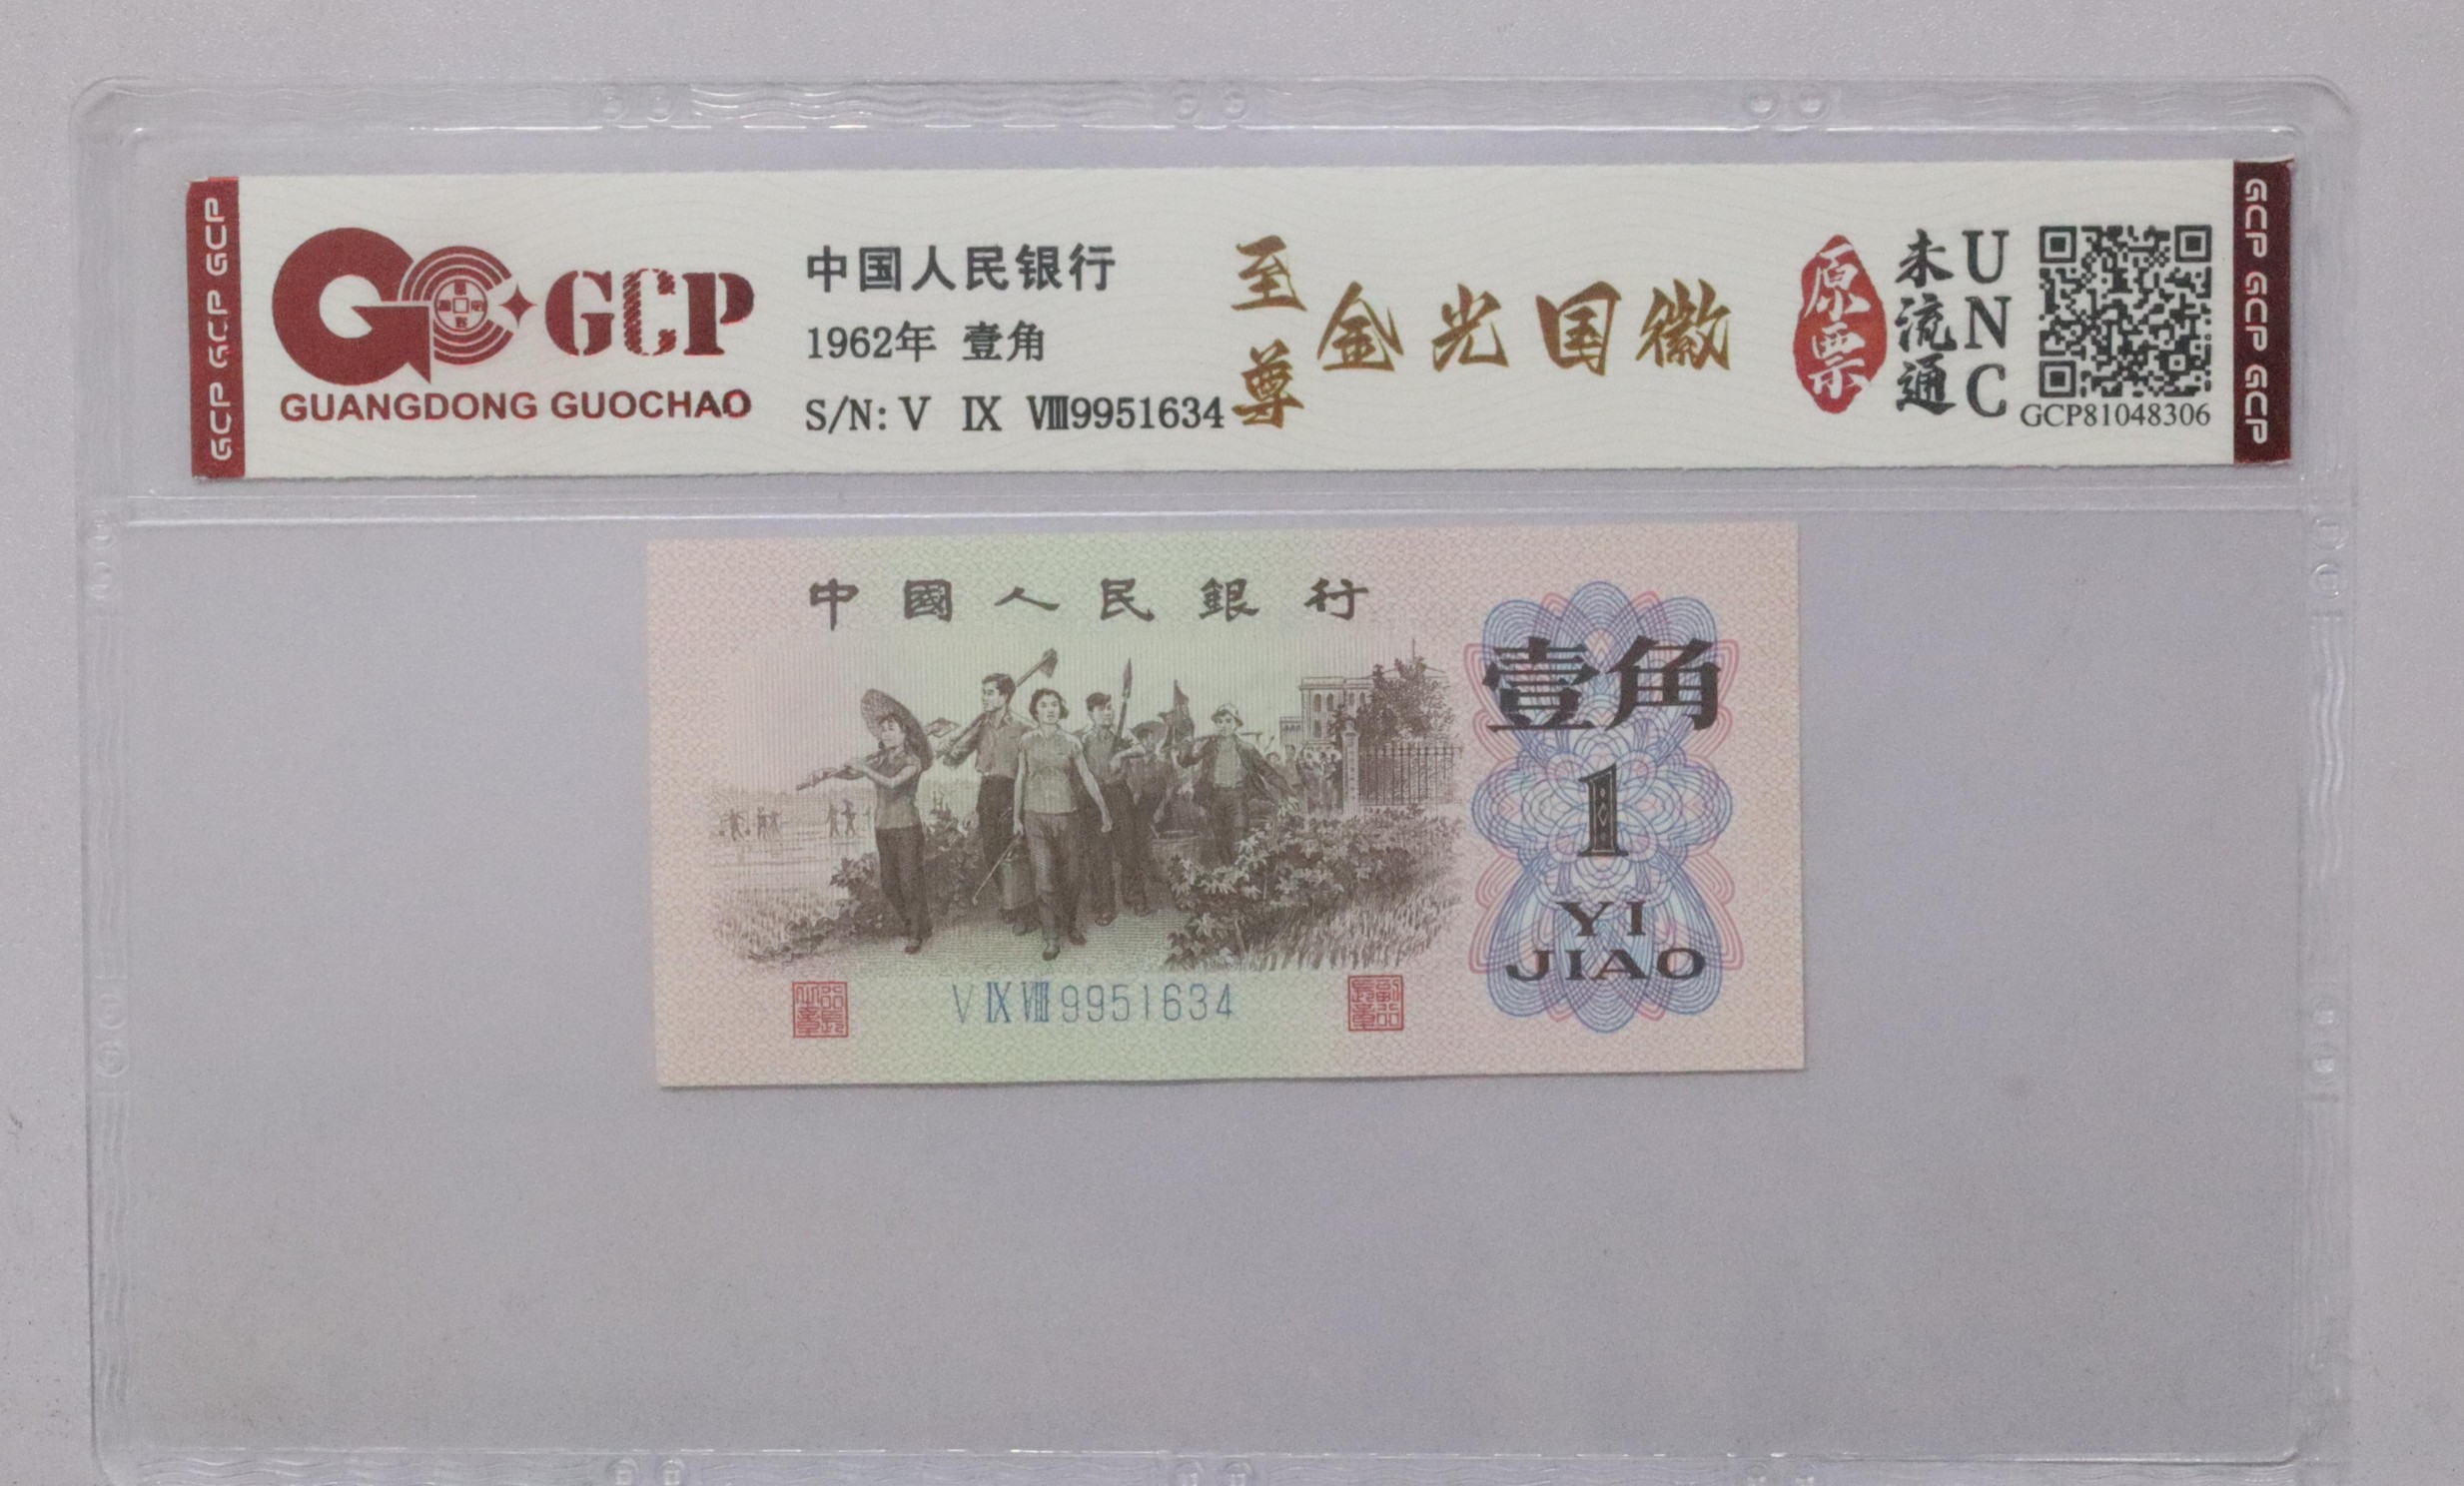 GCP GCP GCP
GCP
GUANGDONG GUOCHAO
中国人民银行
1962年 壹角
S/N: V IX VIII9951634
至尊
金光国徽
原票
未流通
UNC
GCP81048306
GCP GCP GCP
中國人民銀行
壹角
1
YI
JIAO
V IX VIII 9951634